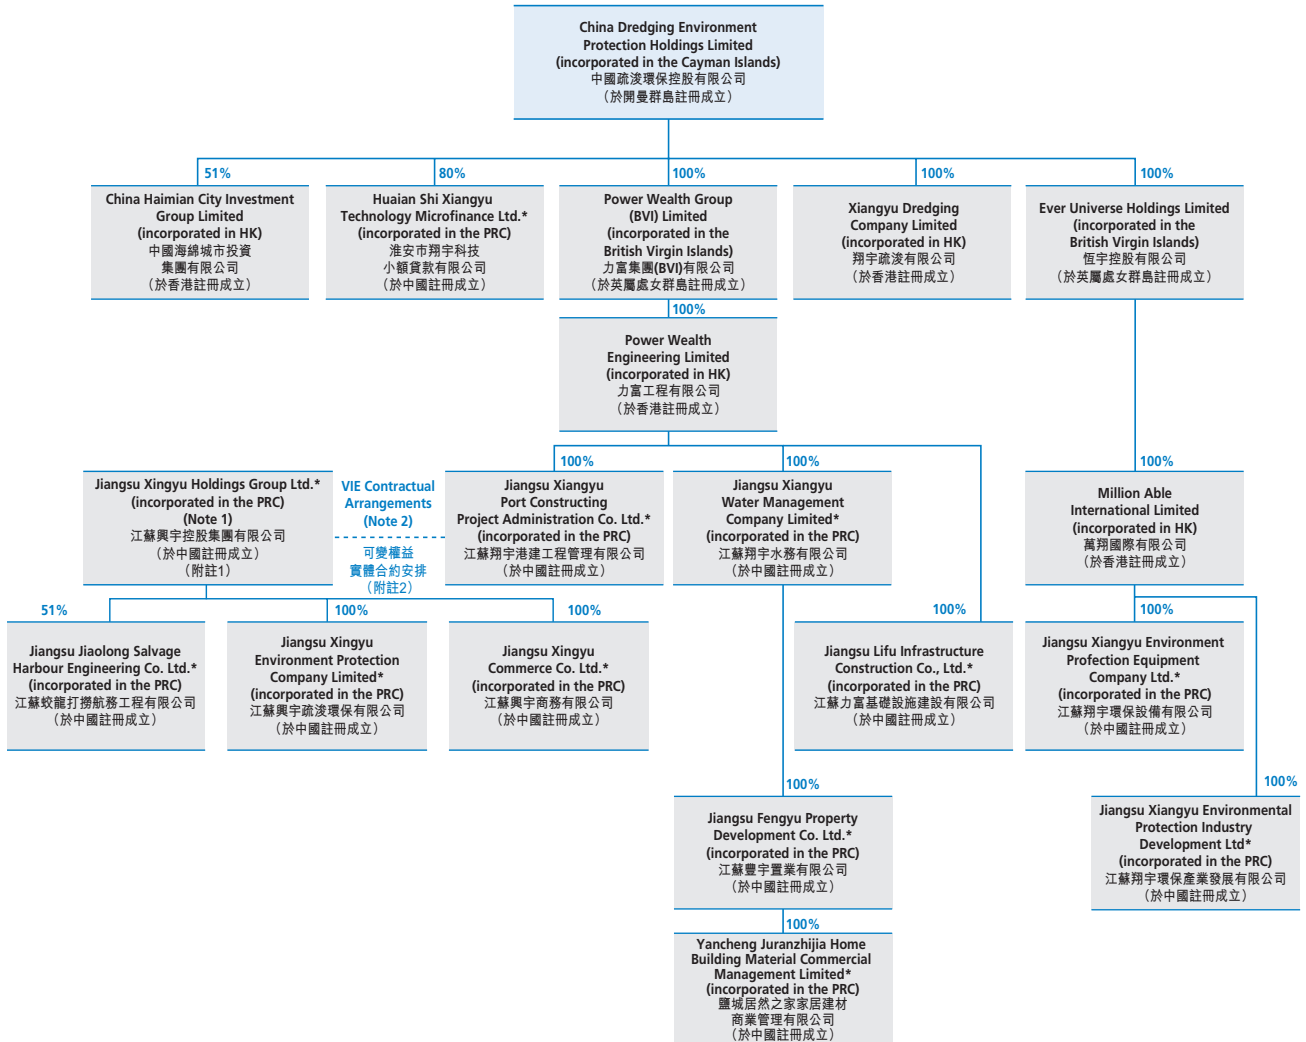 China Dredging Environment
Protection Holdings Limited
(incorporated in the Cayman Islands)
中國疏浚環保控股有限公司
（於開曼群島註冊成立）
51%
80%
100%
100%
100%
China Haimian City Investment
Group Limited
(incorporated in HK)
中國海綿城市投資
集團有限公司
（於香港註冊成立）
Huaian Shi Xiangyu
Technology Microfinance Ltd.*
(incorporated in the PRC)
淮安市翔宇科技
小額貸款有限公司
（於中國註冊成立）
Power Wealth Group
(BVI) Limited
(incorporated in the
British Virgin Islands)
力富集團(BVI)有限公司
（於英屬處女群島註冊成立）
Xiangyu Dredging
Company Limited
(incorporated in HK)
翔宇疏浚有限公司
（於香港註冊成立）
Ever Universe Holdings Limited
(incorporated in the
British Virgin Islands)
恆宇控股有限公司
（於英屬處女群島註冊成立）
100%
Power Wealth
Engineering Limited
(incorporated in HK)
力富工程有限公司
（於香港註冊成立）
100%
100%
100%
Jiangsu Xingyu Holdings Group Ltd.*
(incorporated in the PRC)
(Note 1)
江蘇興宇控股集團有限公司
（於中國註冊成立）
（附註1）
VIE Contractual
Arrangements
(Note 2)
可變權益
實體合約安排
（附註2）
Jiangsu Xiangyu
Port Constructing
Project Administration Co. Ltd.*
(incorporated in the PRC)
江蘇翔宇港建工程管理有限公司
（於中國註冊成立）
Jiangsu Xiangyu
Water Management
Company Limited*
(incorporated in the PRC)
江蘇翔宇水務有限公司
（於中國註冊成立）
Million Able
International Limited
(incorporated in HK)
萬翔國際有限公司
（於香港註冊成立）
51%
100%
100%
100%
100%
Jiangsu Jiaolong Salvage
Harbour Engineering Co. Ltd.*
(incorporated in the PRC)
江蘇蛟龍打撈航務工程有限公司
（於中國註冊成立）
Jiangsu Xingyu
Environment Protection
Company Limited*
(incorporated in the PRC)
江蘇興宇疏浚環保有限公司
（於中國註冊成立）
Jiangsu Xingyu
Commerce Co. Ltd.*
(incorporated in the PRC)
江蘇興宇商務有限公司
（於中國註冊成立）
Jiangsu Lifu Infrastructure
Construction Co., Ltd.*
(incorporated in the PRC)
江蘇力富基礎設施建設有限公司
（於中國註冊成立）
Jiangsu Xiangyu Environment
Profection Equipment
Company Ltd.*
(incorporated in the PRC)
江蘇翔宇環保設備有限公司
（於中國註冊成立）
100%
100%
Jiangsu Fengyu Property
Development Co. Ltd.*
(incorporated in the PRC)
江蘇豐宇置業有限公司
（於中國註冊成立）
Jiangsu Xiangyu Environmental
Protection Industry
Development Ltd*
(incorporated in the PRC)
江蘇翔宇環保產業發展有限公司
（於中國註冊成立）
100%
Yancheng Juranzhijia Home
Building Material Commercial
Management Limited*
(incorporated in the PRC)
鹽城居然之家家居建材
商業管理有限公司
（於中國註冊成立）